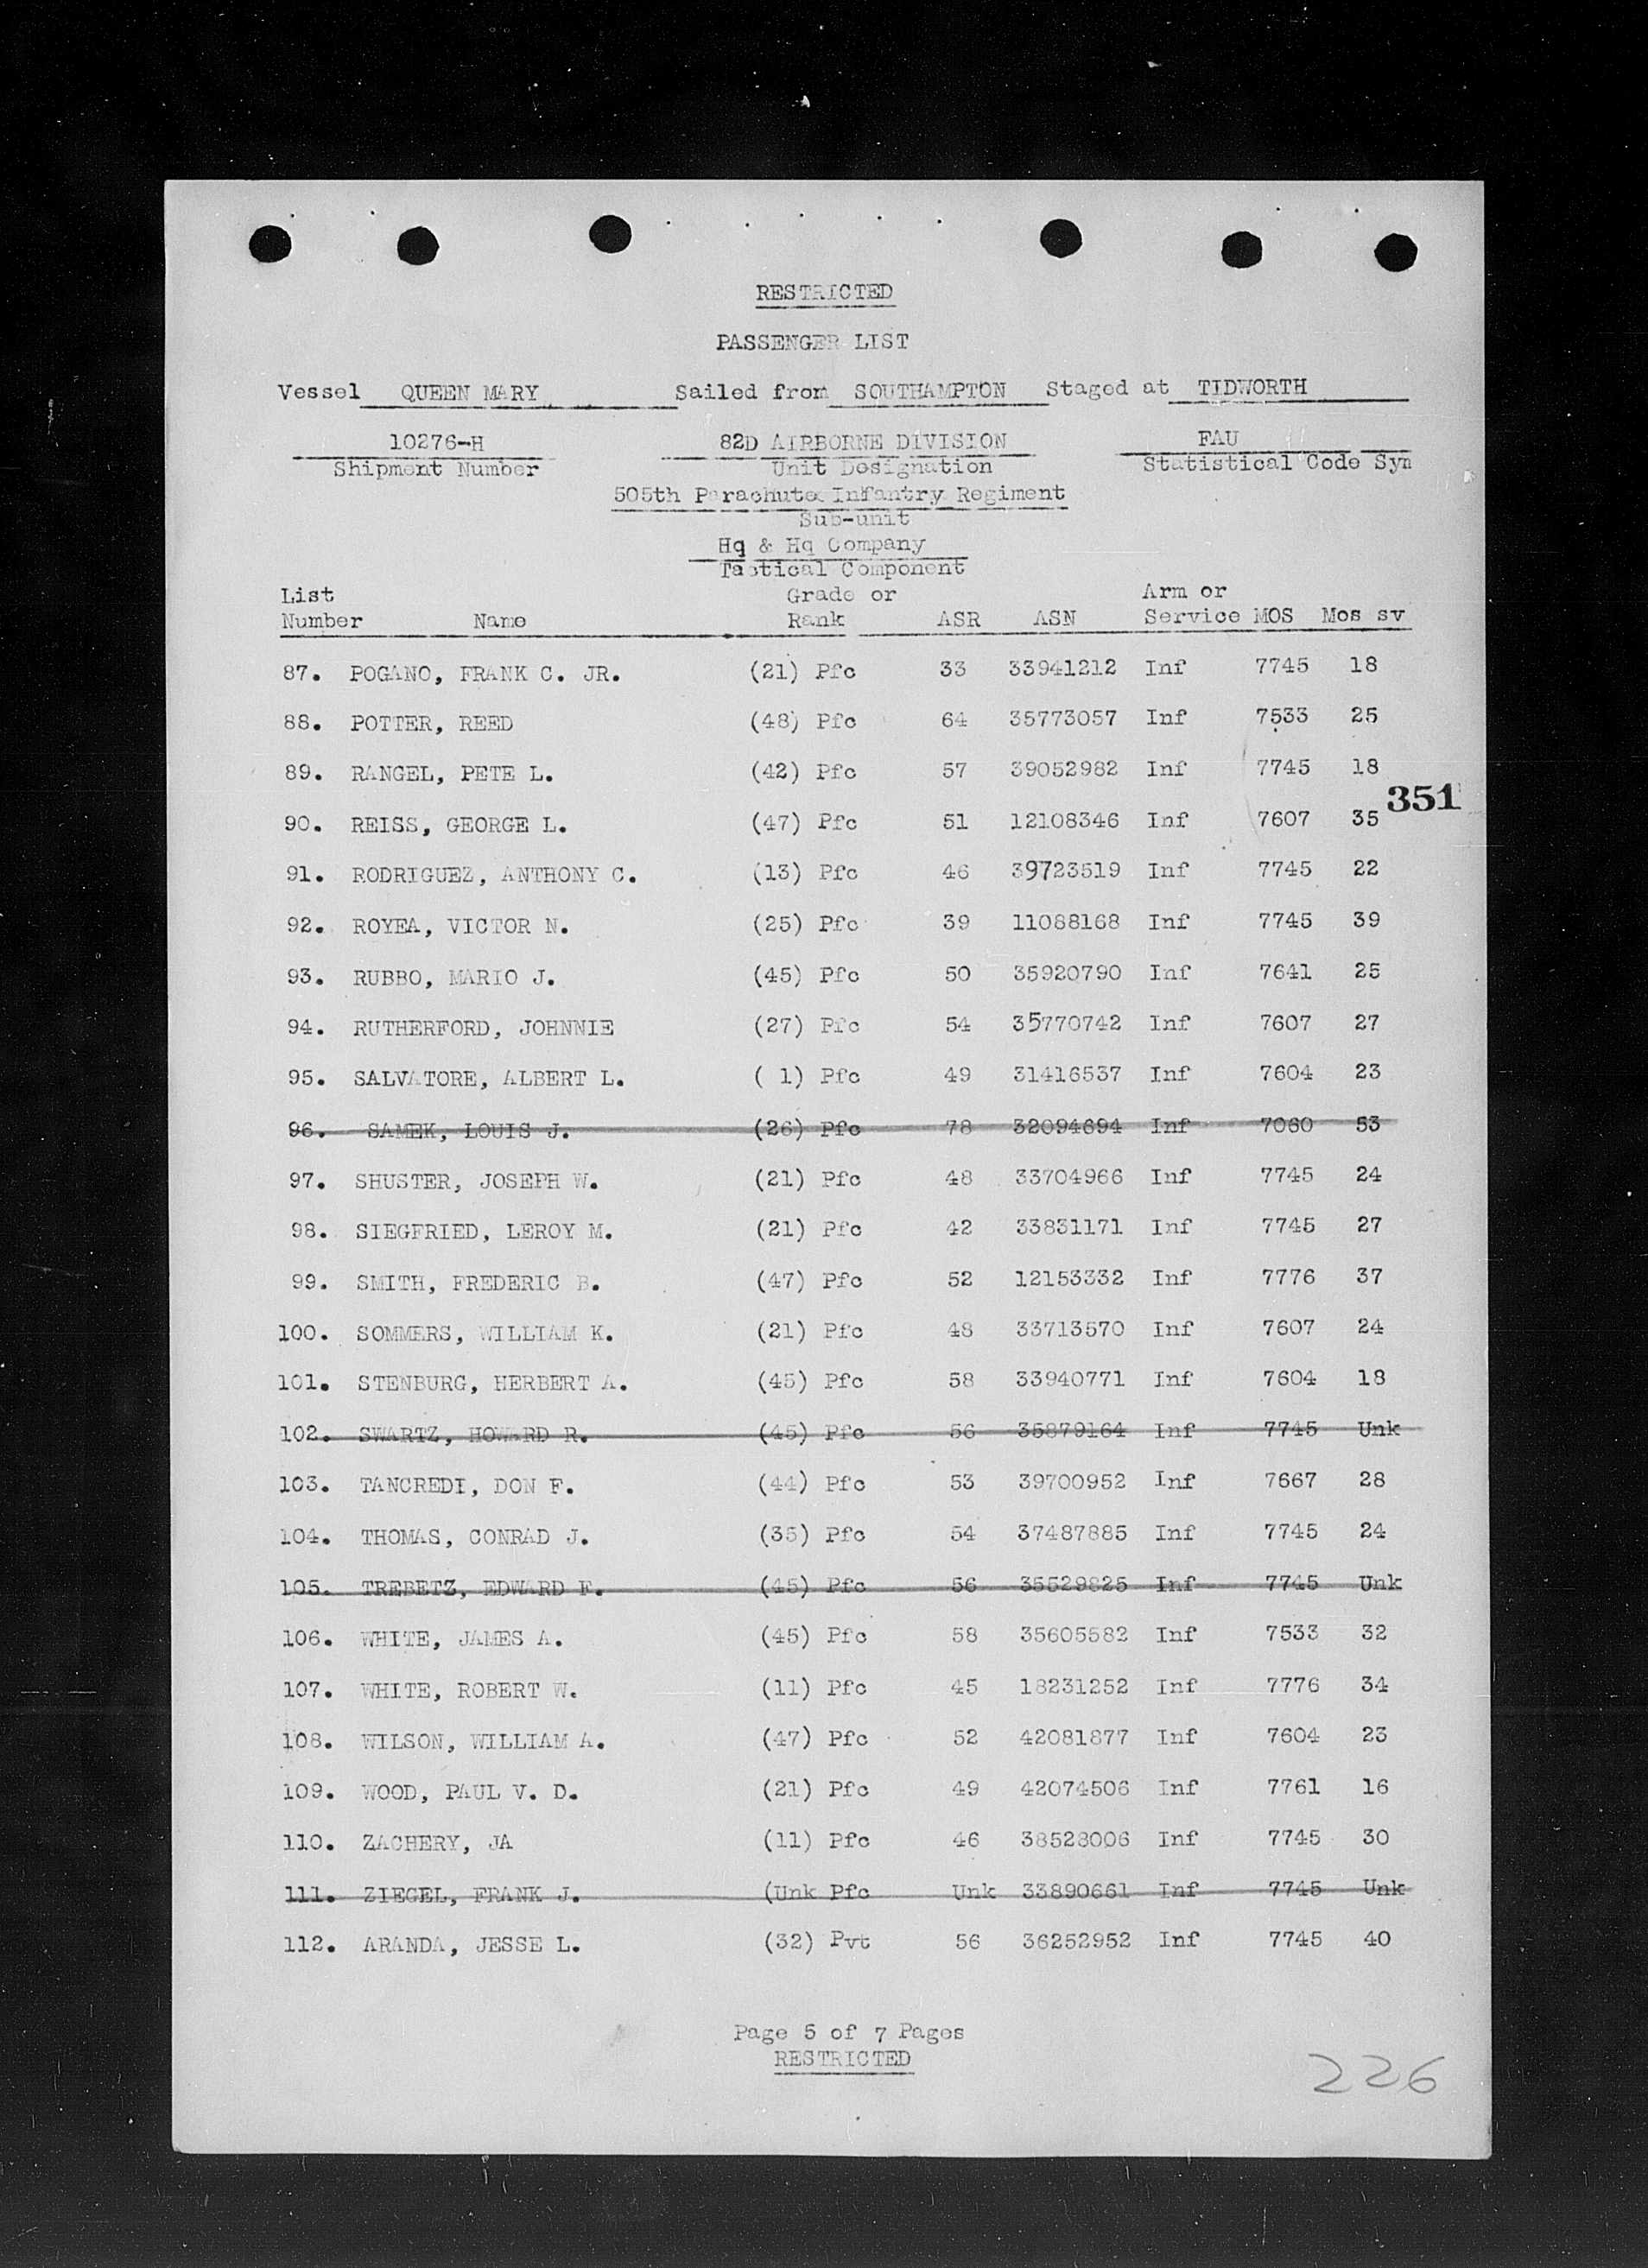 RESTRICTED
PASSENGER LIST
Vessel QUEEN MARY Sailed from SOUTHAMPTON Staged at TIDWORTH
10276-H 82D AIRBORNE DIVISION FAU
Shipment Number Unit Designation Statistical Code Sym
505th Parachute Infantry Regiment
Sub-unit
Hq & Hq Company
Tactical Component
List Grade or Arm or
Number Name Rank ASR ASN Service MOS Mos sv
87. POGANO, FRANK C. JR. (21) Pfc 33 33941212 Inf 7745 18
88. POTTER, REED (48) Pfc 64 35773057 Inf 7533 25
89. RANGEL, PETE L. (42) Pfc 57 39052982 Inf 7745 18
351
90. REISS, GEORGE L. (47) Pfc 51 12108346 Inf 7607 35
91. RODRIGUEZ, ANTHONY C. (13) Pfc 46 39723519 Inf 7745 22
92. ROYEA, VICTOR N. (25) Pfc 39 11088168 Inf 7745 39
93. RUBBO, MARIO J. (45) Pfc 50 35920790 Inf 7641 25
94. RUTHERFORD, JOHNNIE (27) Pfc 54 35770742 Inf 7607 27
95. SALVATORE, ALBERT L. ( 1) Pfc 49 31416537 Inf 7604 23
96. SAMEK, LOUIS J. (26) Pfc 78 32094694 Inf 7060 53
97. SHUSTER, JOSEPH W. (21) Pfc 48 33704966 Inf 7745 24
98. SIEGFRIED, LEROY M. (21) Pfc 42 33831171 Inf 7745 27
99. SMITH, FREDERIC B. (47) Pfc 52 12153332 Inf 7776 37
100. SOMMERS, WILLIAM K. (21) Pfc 48 33713570 Inf 7607 24
101. STENBURG, HERBERT A. (45) Pfc 58 33940771 Inf 7604 18
102. SWARTZ, HOWARD R. (45) Pfc 56 35879164 Inf 7745 Unk
103. TANCREDI, DON F. (44) Pfc 53 39700952 Inf 7667 28
104. THOMAS, CONRAD J. (35) Pfc 54 37487885 Inf 7745 24
105. TREBETZ, EDWARD F. (45) Pfc 56 35529825 Inf 7745 Unk
106. WHITE, JAMES A. (45) Pfc 58 35605582 Inf 7533 32
107. WHITE, ROBERT W. (11) Pfc 45 18231252 Inf 7776 34
108. WILSON, WILLIAM A. (47) Pfc 52 42081877 Inf 7604 23
109. WOOD, PAUL V. D. (21) Pfc 49 42074506 Inf 7761 16
110. ZACHERY, JA (11) Pfc 46 38528006 Inf 7745 30
111. ZIEGEL, FRANK J. (Unk Pfc Unk 33890661 Inf 7745 Unk
112. ARANDA, JESSE L. (32) Pvt 56 36252952 Inf 7745 40
Page 5 of 7 Pages
RESTRICTED
226